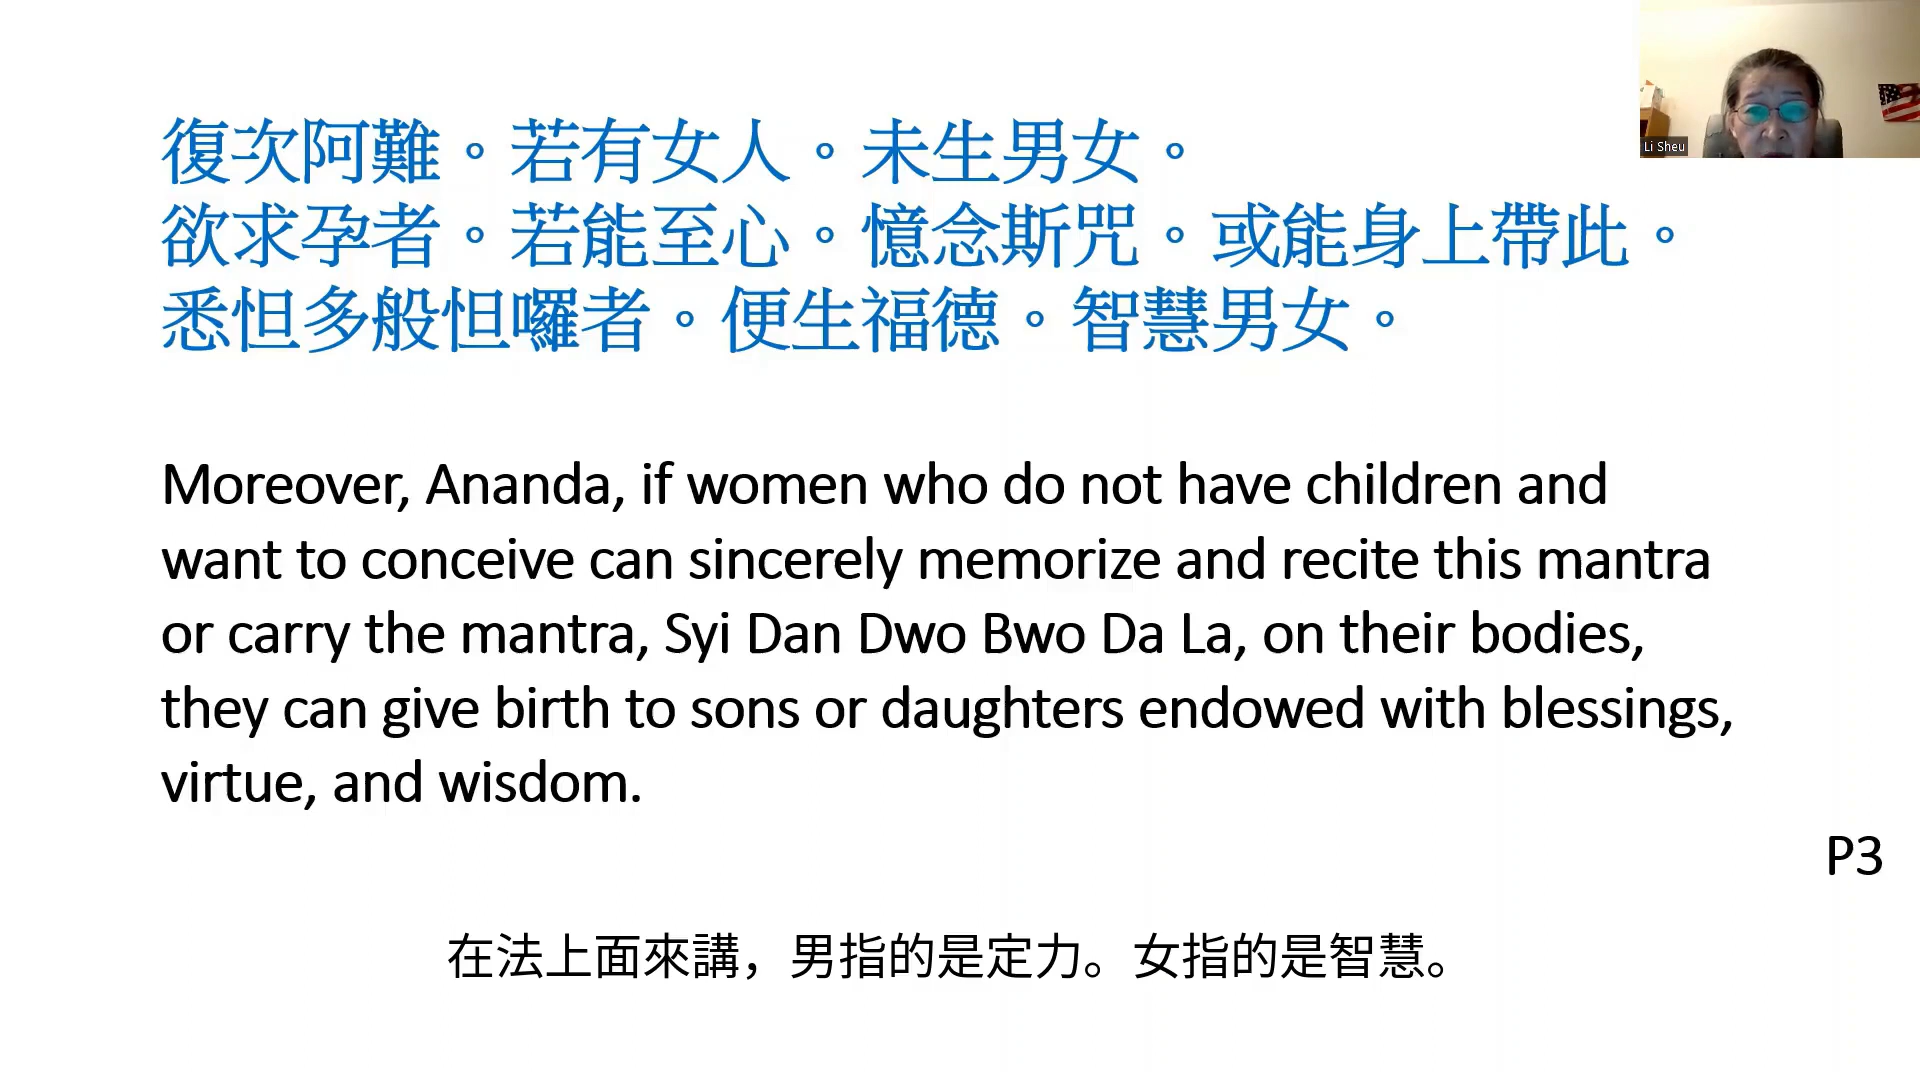 復次阿難。若有女人。未生男女。
欲求孕者。若能至心。憶念斯咒。或能身上帶此。
悉怛多般怛囉者。便生福德。智慧男女。
Moreover, Ananda, if women who do not have children and
want to conceive can sincerely memorize and recite this mantra
or carry the mantra, Syi Dan Dwo Bwo Da La, on their bodies,
they can give birth to sons or daughters endowed with blessings,
virtue, and wisdom.
P3
在法上面來講，男指的是定力。女指的是智慧。
Li Sheu